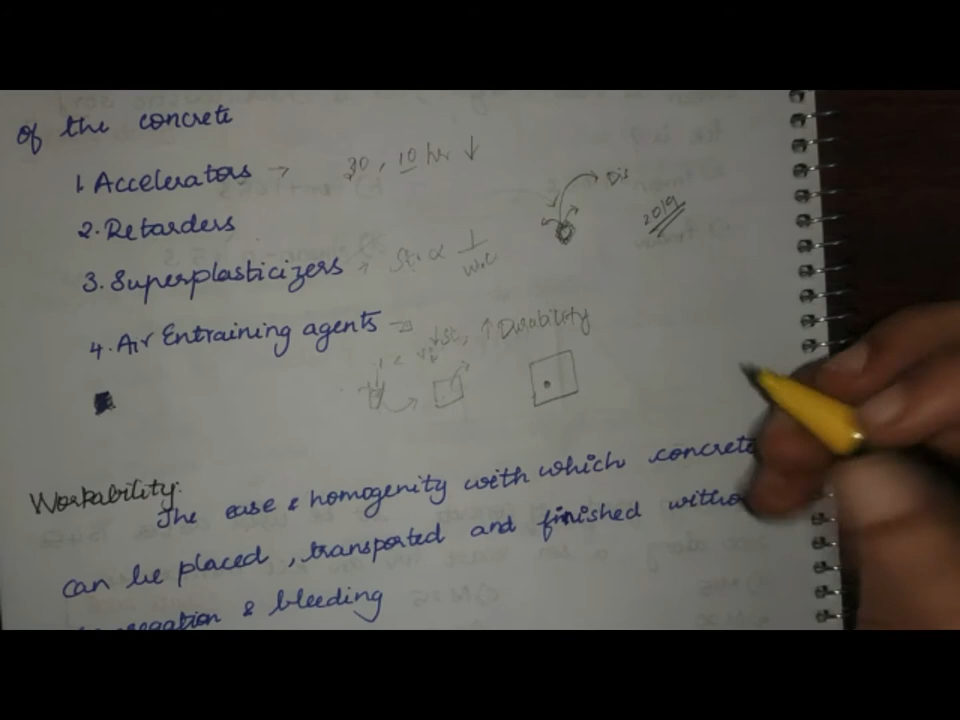 of the concrete
1. Accelerators → 30, 10 hr ↓
Dis
2019
2. Retarders
3. Superplasticizers → St. ∝ 1/w.c
4. Air Entraining agents → ↓St, ↑ Durability
Workability:
The ease & homogenity with which concrete
can be placed, transported and finished
& bleeding